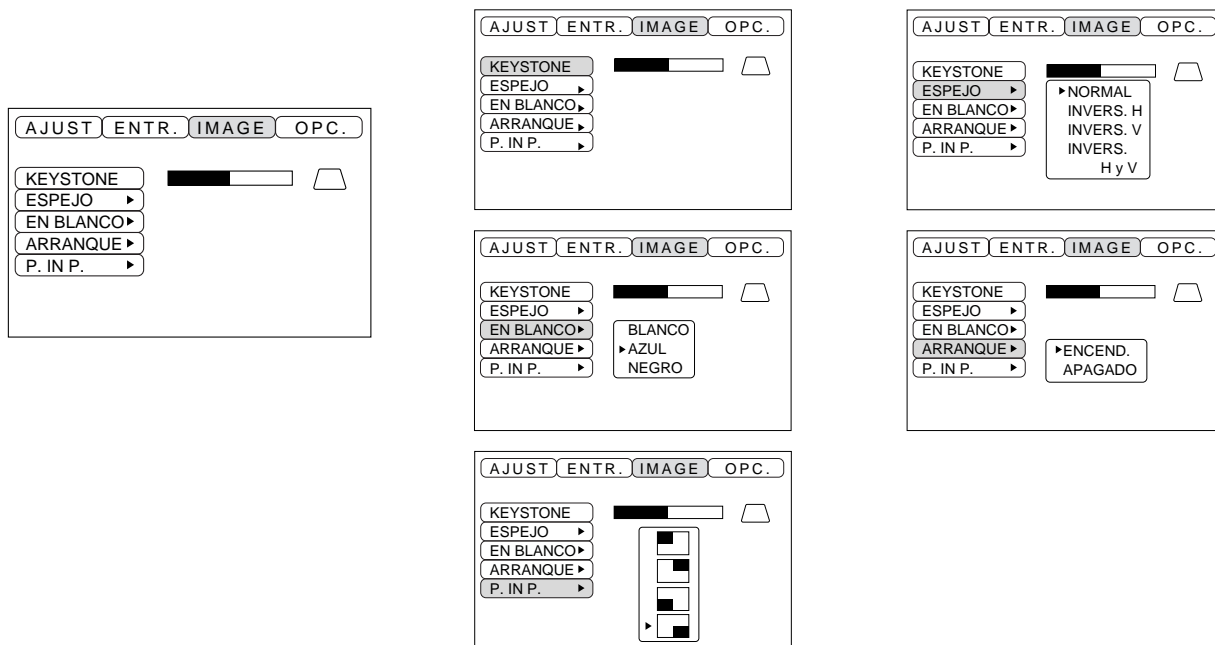 AJUST ENTR. IMAGE OPC.
KEYSTONE
ESPEJO
EN BLANCO
ARRANQUE
P. IN P.
AJUST ENTR. IMAGE OPC.
KEYSTONE
ESPEJO
EN BLANCO
ARRANQUE
P. IN P.
AJUST ENTR. IMAGE OPC.
KEYSTONE
ESPEJO
EN BLANCO
ARRANQUE
P. IN P.
NORMAL
INVERS. H
INVERS. V
INVERS.
H y V
AJUST ENTR. IMAGE OPC.
KEYSTONE
ESPEJO
EN BLANCO
ARRANQUE
P. IN P.
BLANCO
AZUL
NEGRO
AJUST ENTR. IMAGE OPC.
KEYSTONE
ESPEJO
EN BLANCO
ARRANQUE
P. IN P.
ENCEND.
APAGADO
AJUST ENTR. IMAGE OPC.
KEYSTONE
ESPEJO
EN BLANCO
ARRANQUE
P. IN P.